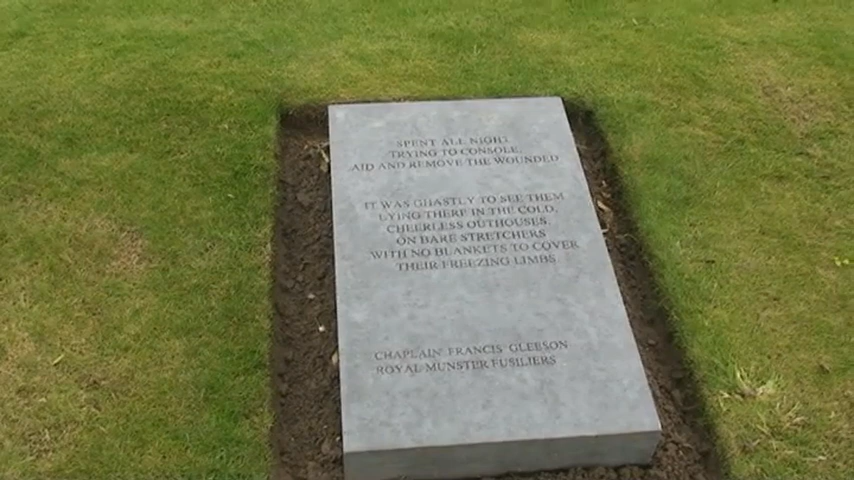 SPENT ALL NIGHT
TRYING TO CONSOLE,
AID AND REMOVE THE WOUNDED
IT WAS GHASTLY TO SEE THEM
LYING THERE IN THE COLD,
CHEERLESS OUTHOUSES,
ON BARE STRETCHERS
WITH NO BLANKETS TO COVER
THEIR FREEZING LIMBS.
CHAPLAIN FRANCIS GLEESON
ROYAL MUNSTER FUSILIERS